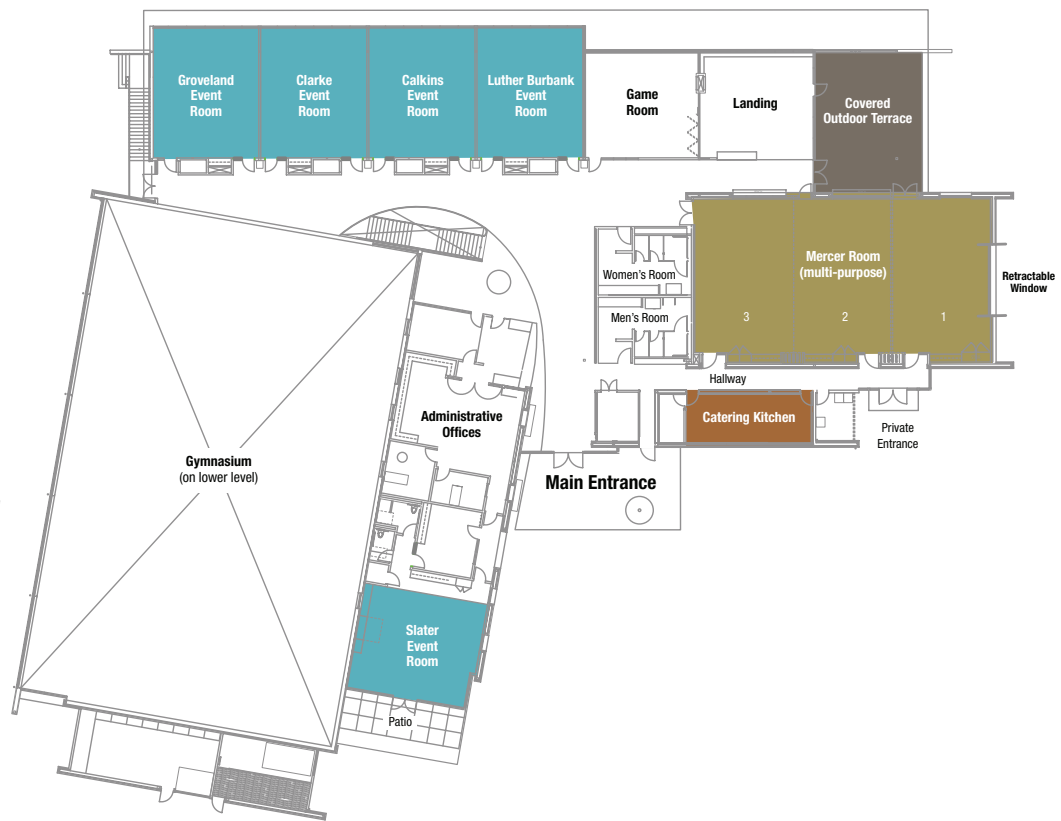 Groveland
Event
Room
Clarke
Event
Room
Calkins
Event
Room
Luther Burbank
Event
Room
Game
Room
Landing
Covered
Outdoor Terrace
Mercer Room
(multi-purpose)
3
2
1
Retractable
Window
Women's Room
Men's Room
Hallway
Catering Kitchen
Private
Entrance
Administrative
Offices
Gymnasium
(on lower level)
Main Entrance
Slater
Event
Room
Patio